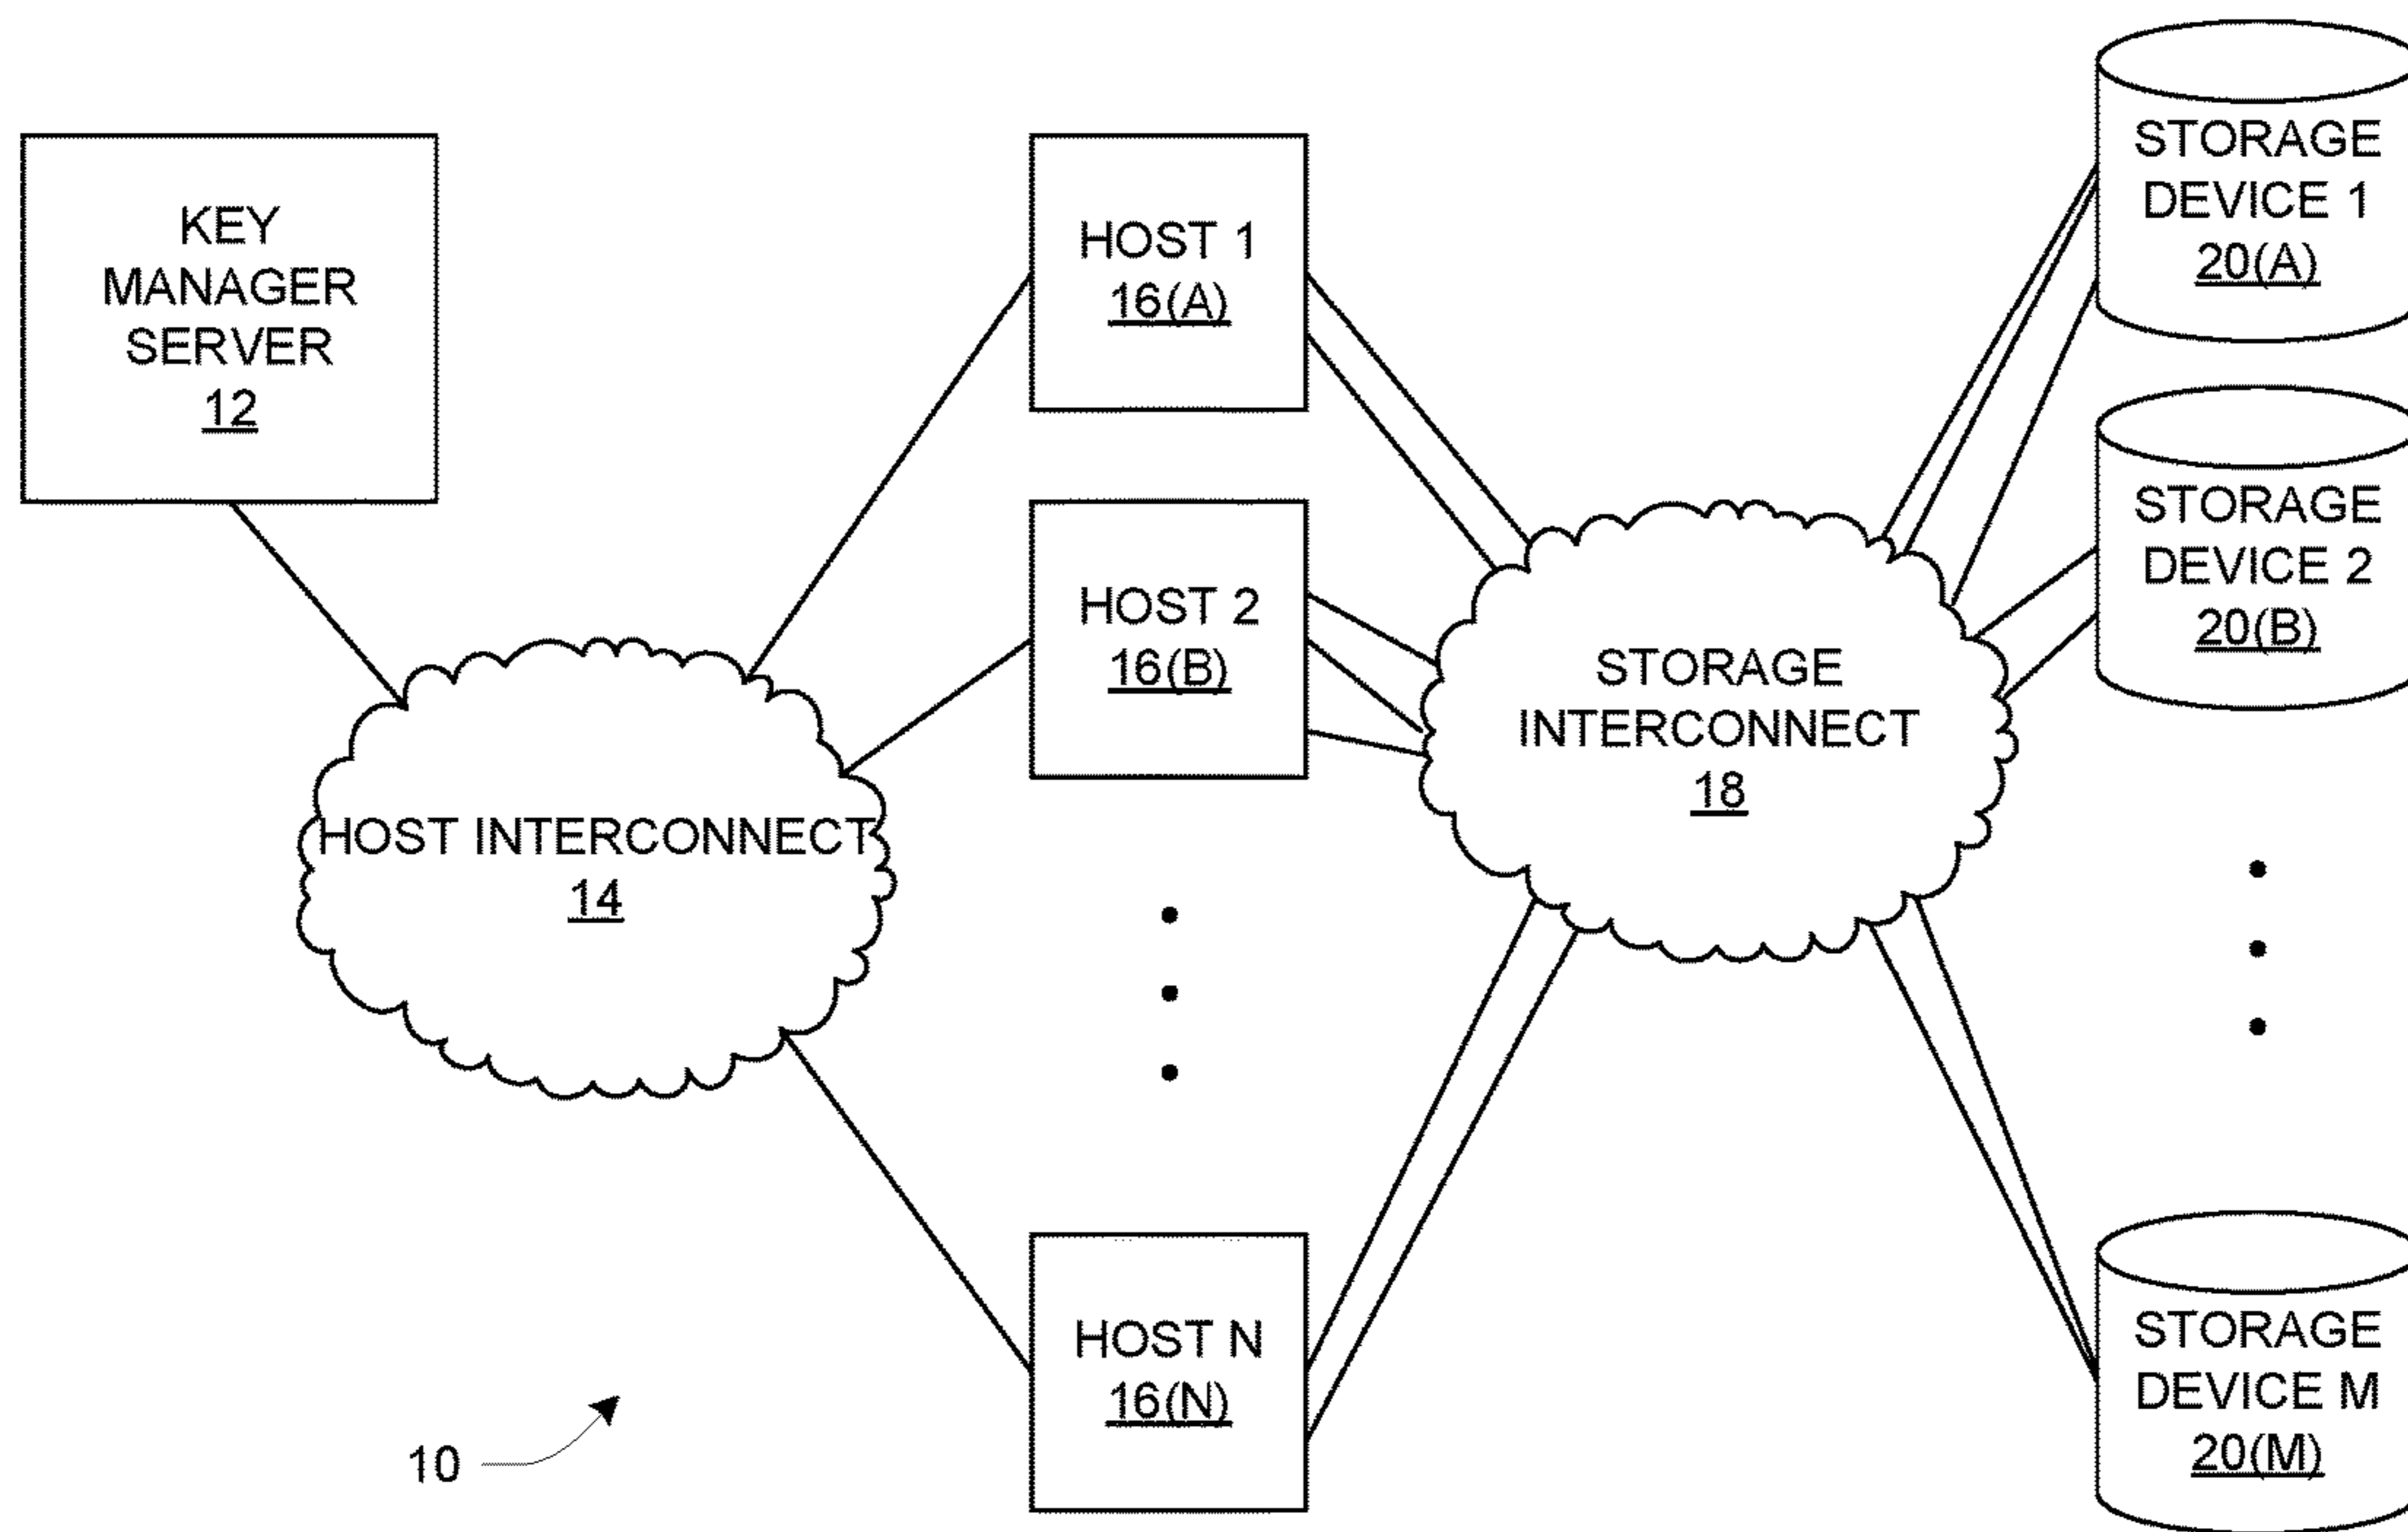 KEY
MANAGER
SERVER
12
HOST INTERCONNECT
14
HOST 1
16(A)
HOST 2
16(B)
HOST N
16(N)
STORAGE
INTERCONNECT
18
STORAGE
DEVICE 1
20(A)
STORAGE
DEVICE 2
20(B)
STORAGE
DEVICE M
20(M)
10